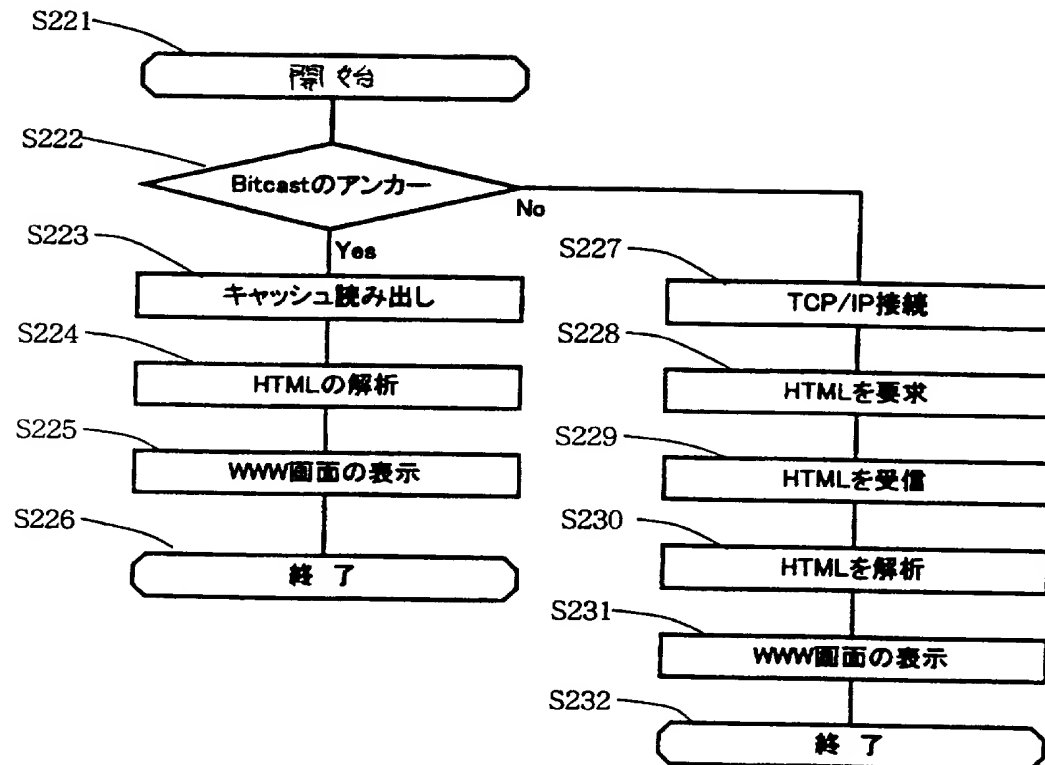 S221
開始
S222
Bitcastのアンカー
No
Yes
S223
キャッシュ読み出し
S224
HTMLの解析
S225
WWW画面の表示
S226
終了
S227
TCP/IP接続
S228
HTMLを要求
S229
HTMLを受信
S230
HTMLを解析
S231
WWW画面の表示
S232
終了